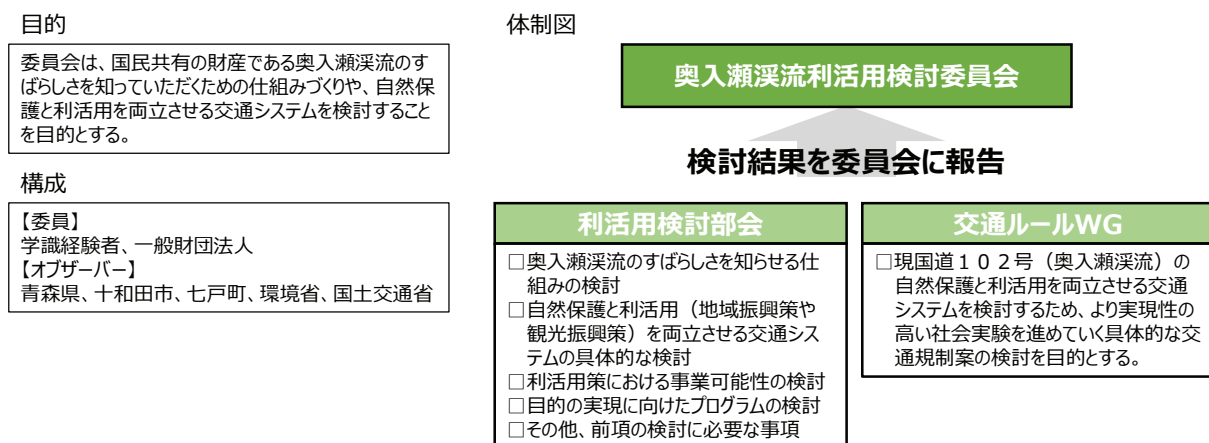 目的
委員会は、国民共有の財産である奥入瀬渓流のす
ばらしさを知っていただくための仕組みづくりや、自然保
護と利活用を両立させる交通システムを検討すること
を目的とする。
構成
【委員】
学識経験者、一般財団法人
【オブザーバー】
青森県、十和田市、七戸町、環境省、国土交通省
体制図
奥入瀬渓流利活用検討委員会
検討結果を委員会に報告
利活用検討部会
□奥入瀬渓流のすばらしさを知らせる仕
組みの検討
□自然保護と利活用（地域振興策や
観光振興策）を両立させる交通シス
テムの具体的な検討
□利活用策における事業可能性の検討
□目的の実現に向けたプログラムの検討
□その他、前項の検討に必要な事項
交通ルールWG
□現国道１０２号（奥入瀬渓流）の
自然保護と利活用を両立させる交通
システムを検討するため、より実現性の
高い社会実験を進めていく具体的な交
通規制案の検討を目的とする。